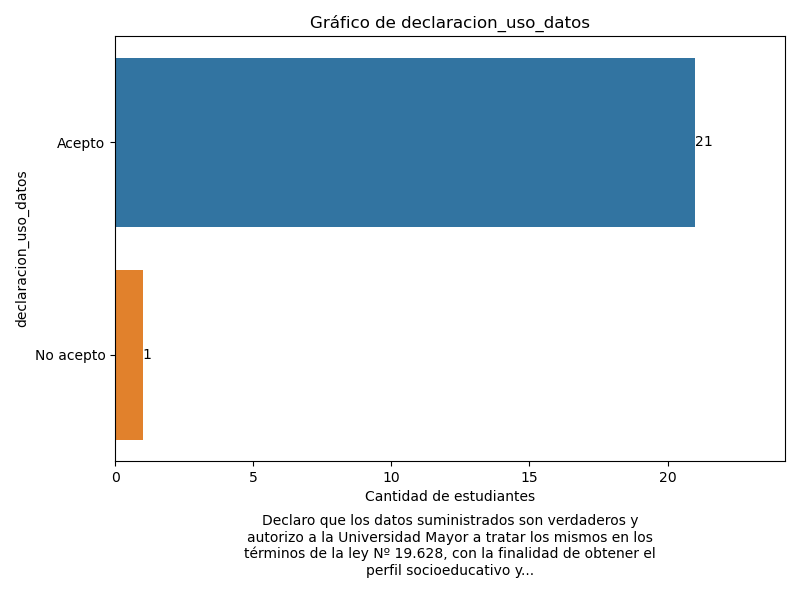 Gráfico de declaracion_uso_datos
declaracion_uso_datos
Acepto
21
No acepto
1
0 5 10 15 20
Cantidad de estudiantes
Declaro que los datos suministrados son verdaderos y
autorizo a la Universidad Mayor a tratar los mismos en los
términos de la ley Nº 19.628, con la finalidad de obtener el
perfil socioeducativo y...